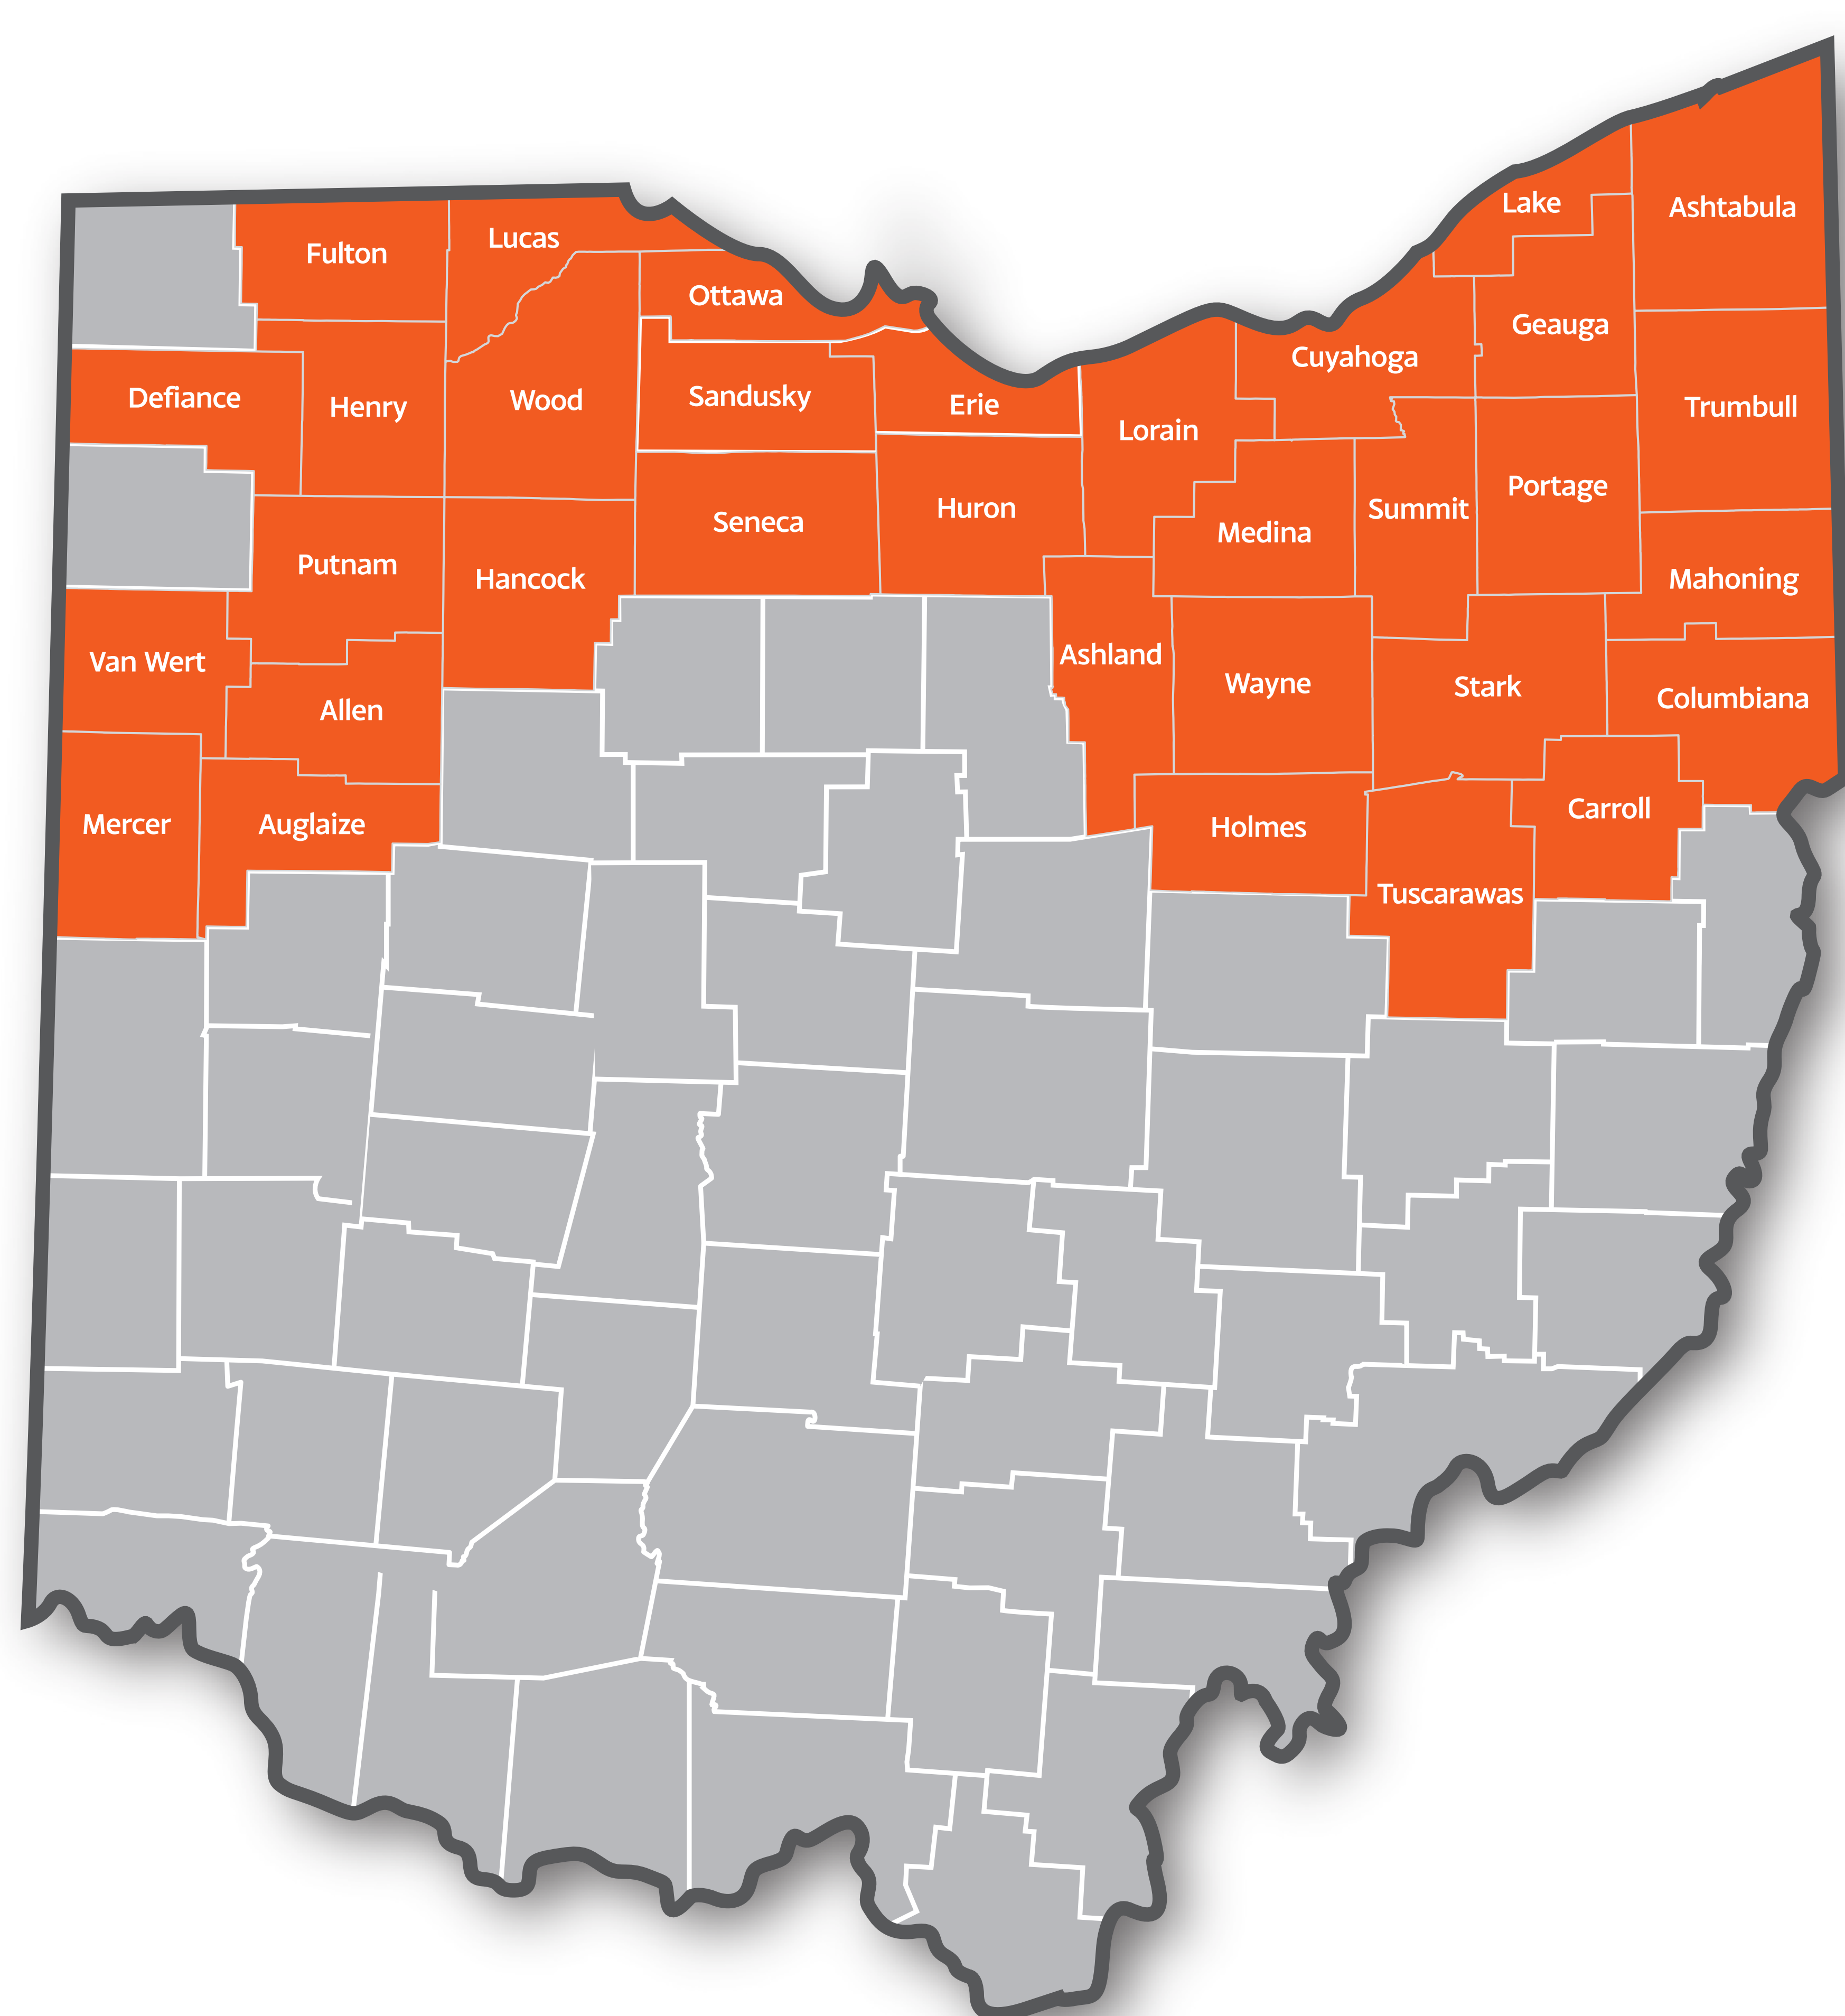 Lake
Ashtabula
Fulton
Lucas
Ottawa
Geauga
Cuyahoga
Defiance
Henry
Wood
Sandusky
Erie
Lorain
Trumbull
Portage
Summit
Huron
Seneca
Medina
Putnam
Hancock
Mahoning
Van Wert
Ashland
Wayne
Stark
Columbiana
Allen
Mercer
Auglaize
Holmes
Carroll
Tuscarawas